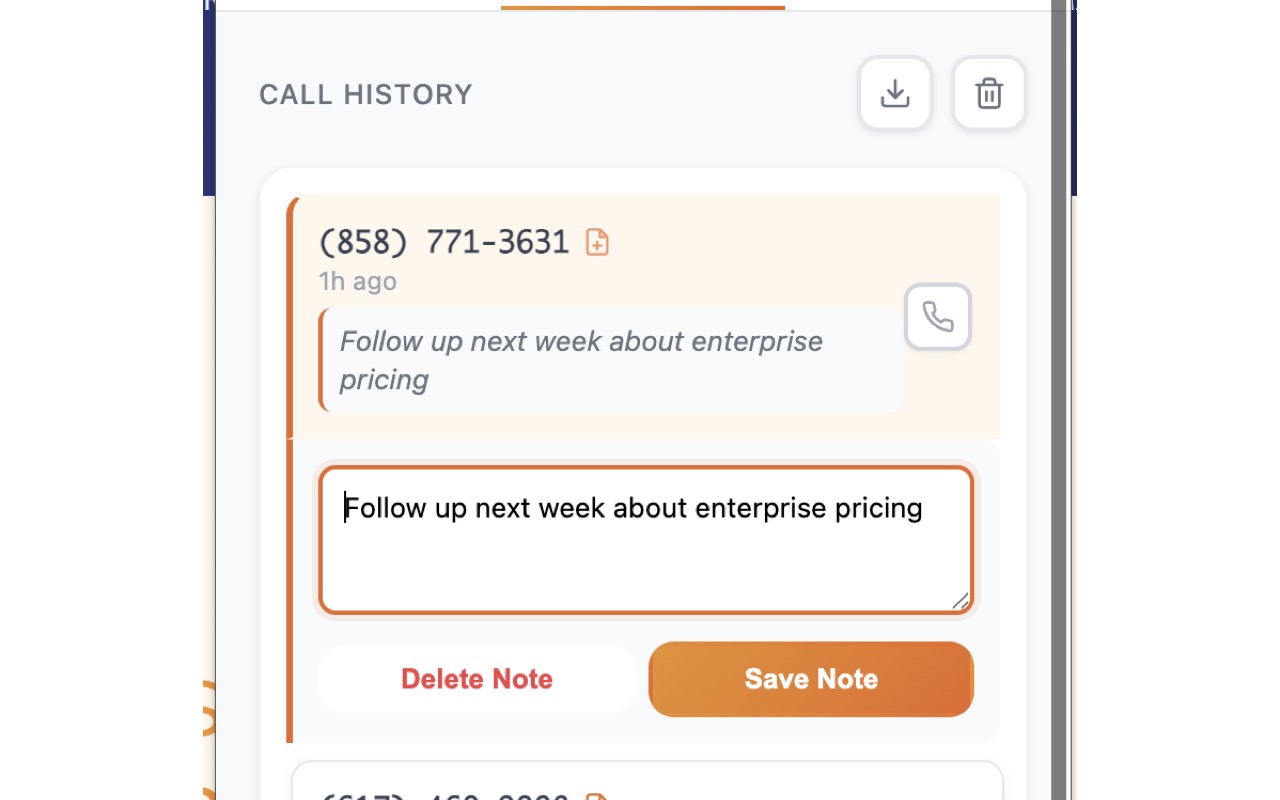 CALL HISTORY
(858) 771-3631
1h ago
Follow up next week about enterprise
pricing
Follow up next week about enterprise pricing
Delete Note
Save Note